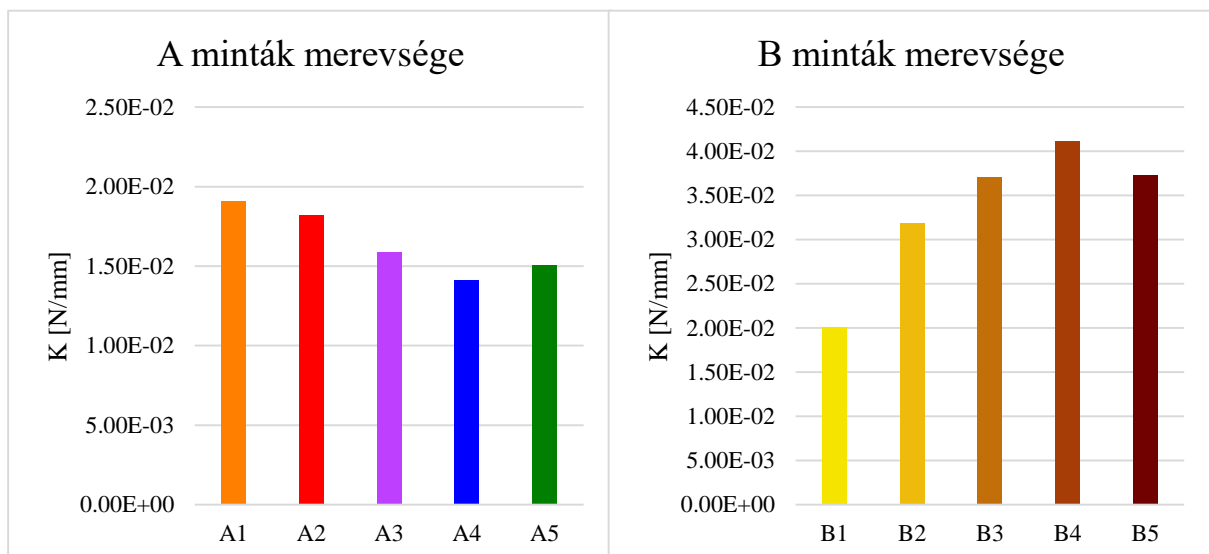 A minták merevsége
K [N/mm]
2.50E-02
2.00E-02
1.50E-02
1.00E-02
5.00E-03
0.00E+00
A1 A2 A3 A4 A5
B minták merevsége
K [N/mm]
4.50E-02
4.00E-02
3.50E-02
3.00E-02
2.50E-02
2.00E-02
1.50E-02
1.00E-02
5.00E-03
0.00E+00
B1 B2 B3 B4 B5